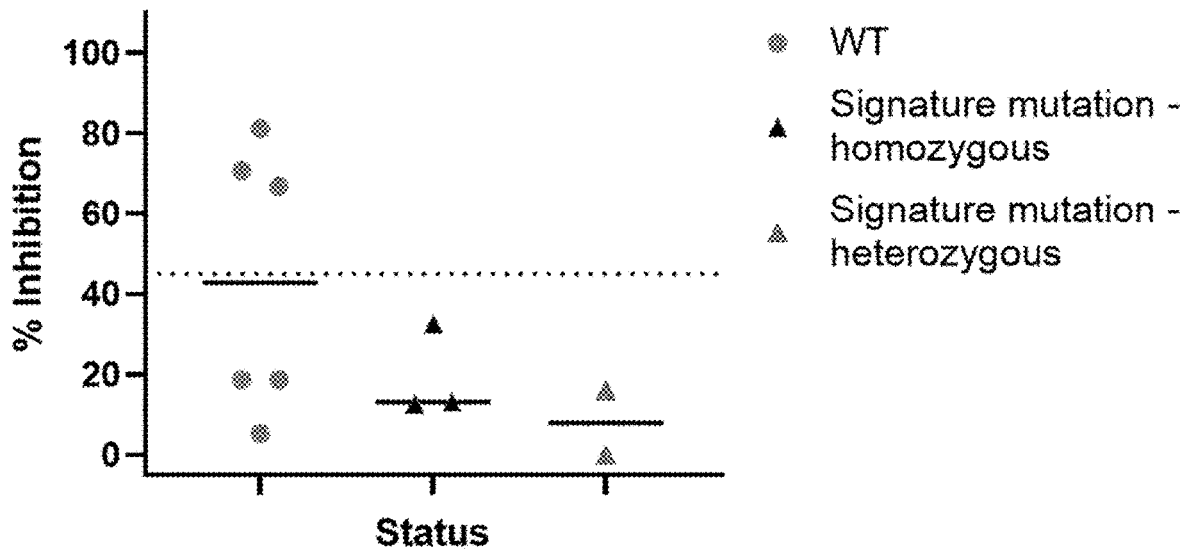 100
80
60
40
20
0
% Inhibition
Status
WT
Signature mutation -
homozygous
Signature mutation -
heterozygous